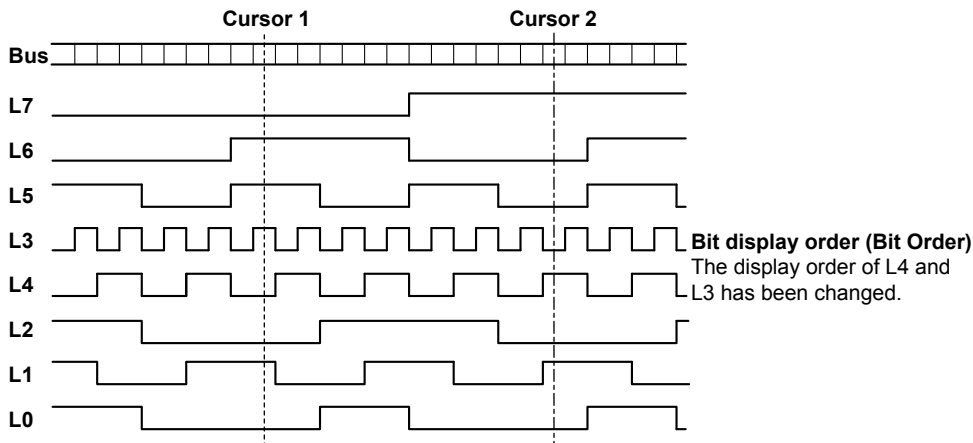 Cursor 1 Cursor 2
Bus
L7
L6
L5
L3
Bit display order (Bit Order)
The display order of L4 and
L4
L3 has been changed.
L2
L1
L0